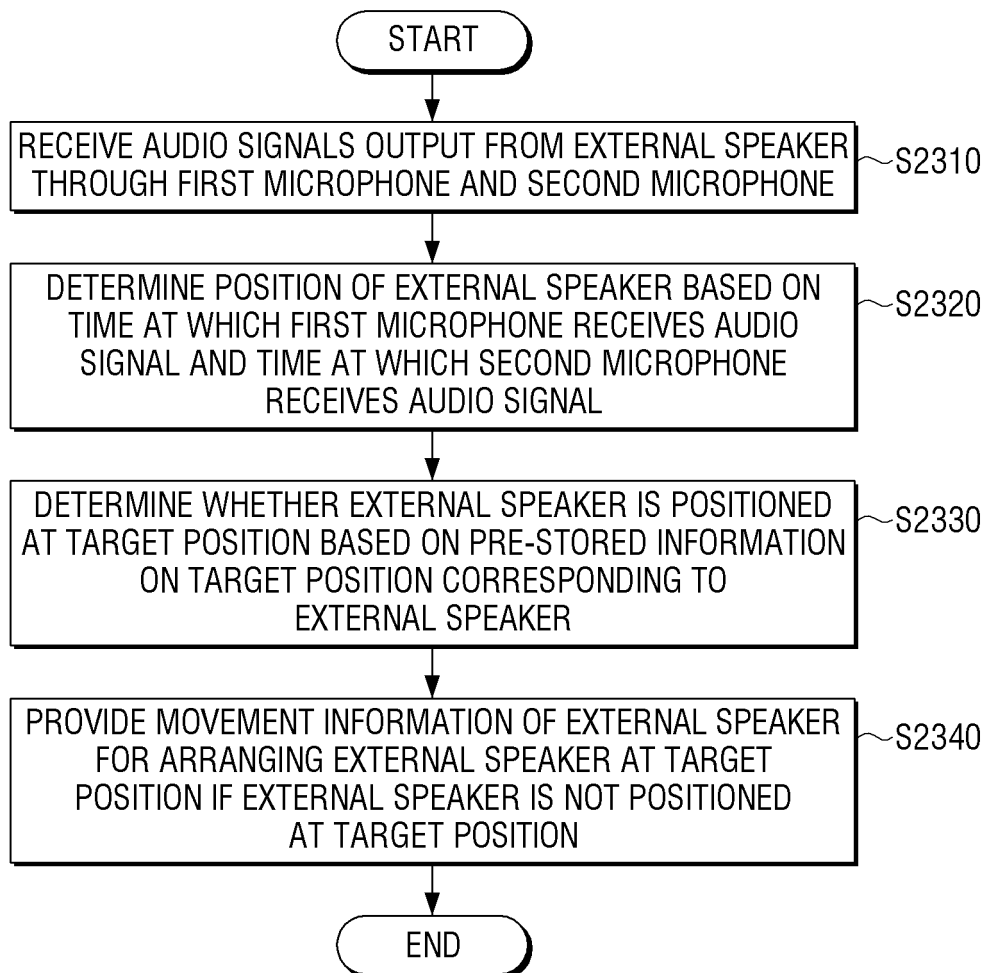 START
RECEIVE AUDIO SIGNALS OUTPUT FROM EXTERNAL SPEAKER
THROUGH FIRST MICROPHONE AND SECOND MICROPHONE
S2310
DETERMINE POSITION OF EXTERNAL SPEAKER BASED ON
TIME AT WHICH FIRST MICROPHONE RECEIVES AUDIO
SIGNAL AND TIME AT WHICH SECOND MICROPHONE
RECEIVES AUDIO SIGNAL
S2320
DETERMINE WHETHER EXTERNAL SPEAKER IS POSITIONED
AT TARGET POSITION BASED ON PRE-STORED INFORMATION
ON TARGET POSITION CORRESPONDING TO
EXTERNAL SPEAKER
S2330
PROVIDE MOVEMENT INFORMATION OF EXTERNAL SPEAKER
FOR ARRANGING EXTERNAL SPEAKER AT TARGET
POSITION IF EXTERNAL SPEAKER IS NOT POSITIONED
AT TARGET POSITION
S2340
END